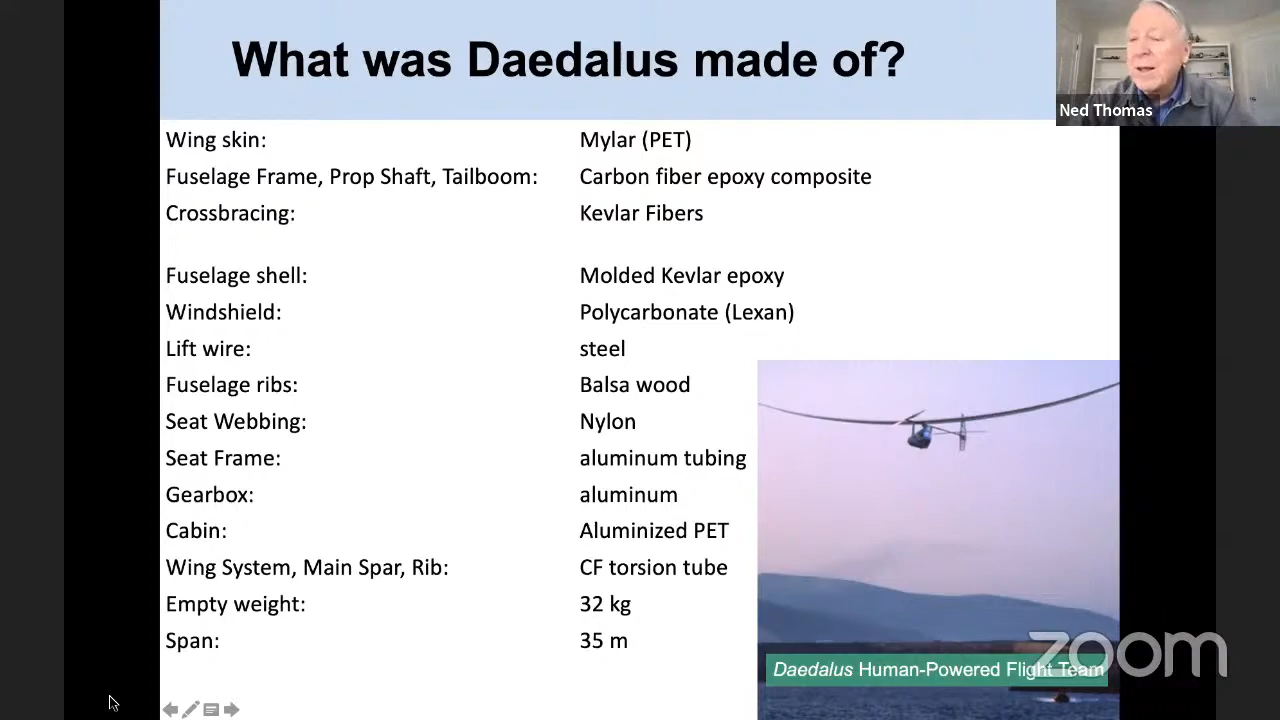 What was Daedalus made of?
Ned Thomas
Wing skin: Mylar (PET)
Fuselage Frame, Prop Shaft, Tailboom: Carbon fiber epoxy composite
Crossbracing: Kevlar Fibers
Fuselage shell: Molded Kevlar epoxy
Windshield: Polycarbonate (Lexan)
Lift wire: steel
Fuselage ribs: Balsa wood
Seat Webbing: Nylon
Seat Frame: aluminum tubing
Gearbox: aluminum
Cabin: Aluminized PET
Wing System, Main Spar, Rib: CF torsion tube
Empty weight: 32 kg
Span: 35 m
Daedalus Human-Powered Flight Team
zoom